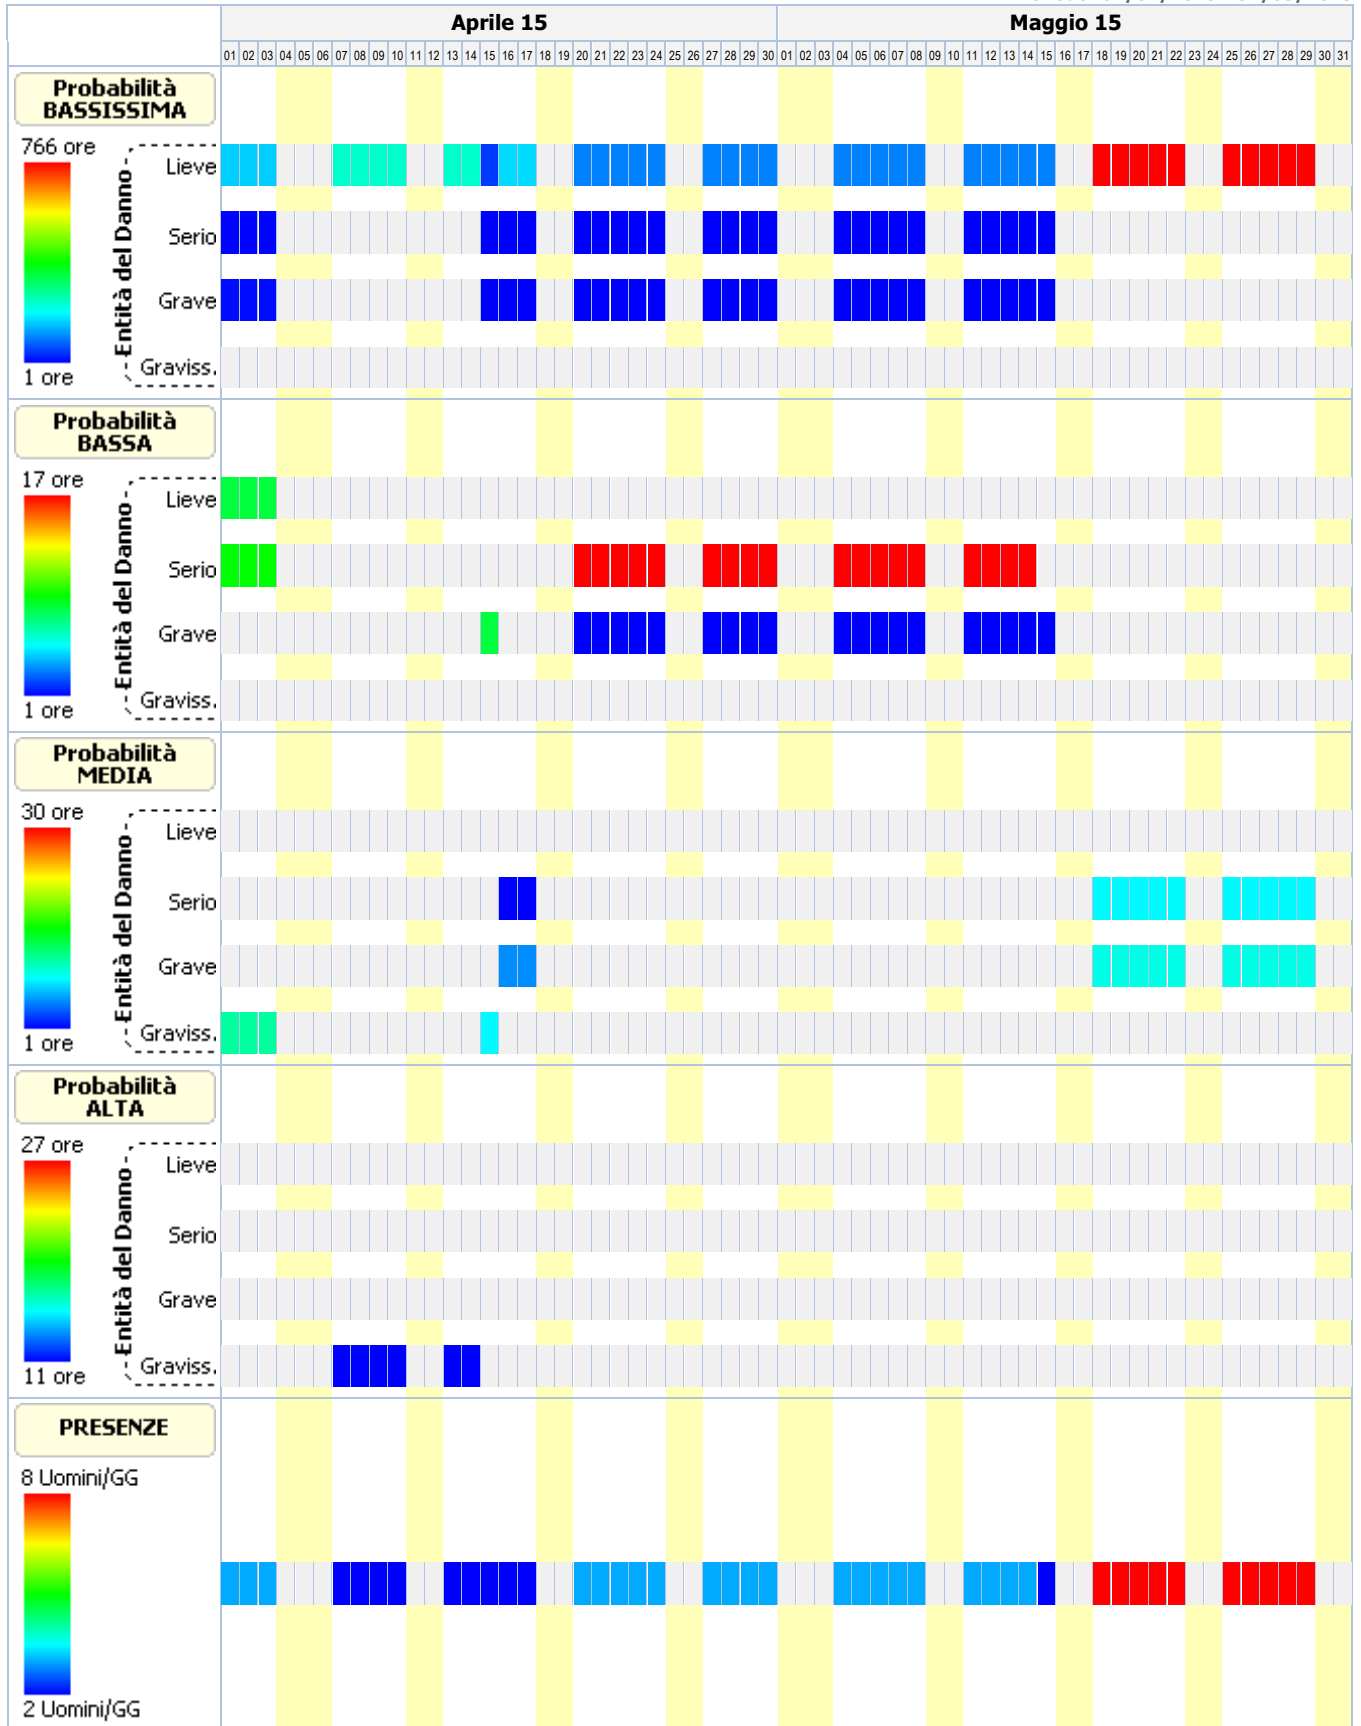 Aprile 15 Maggio 15
01 02 03 04 05 06 07 08 09 10 11 12 13 14 15 16 17 18 19 20 21 22 23 24 25 26 27 28 29 30 01 02 03 04 05 06 07 08 09 10 11 12 13 14 15 16 17 18 19 20 21 22 23 24 25 26 27 28 29 30 31
Probabilità
BASSISSIMA
766 ore
Entità del Danno
Lieve
Serio
Grave
Graviss.
1 ore
Probabilità
BASSA
17 ore
Entità del Danno
Lieve
Serio
Grave
Graviss.
1 ore
Probabilità
MEDIA
30 ore
Entità del Danno
Lieve
Serio
Grave
Graviss.
1 ore
Probabilità
ALTA
27 ore
Entità del Danno
Lieve
Serio
Grave
Graviss.
11 ore
PRESENZE
8 Uomini/GG
2 Uomini/GG